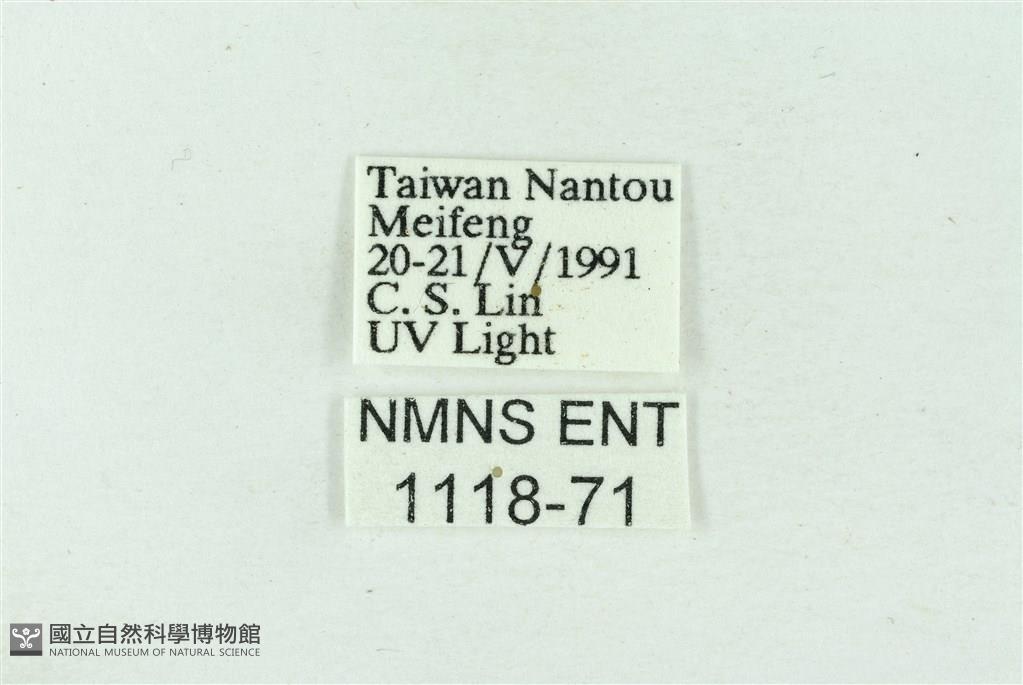 Taiwan Nantou
Meifeng
20-21/V/1991
C. S. Lin
UV Light
NMNS ENT
1118-71
國立自然科學博物館
NATIONAL MUSEUM OF NATURAL SCIENCE